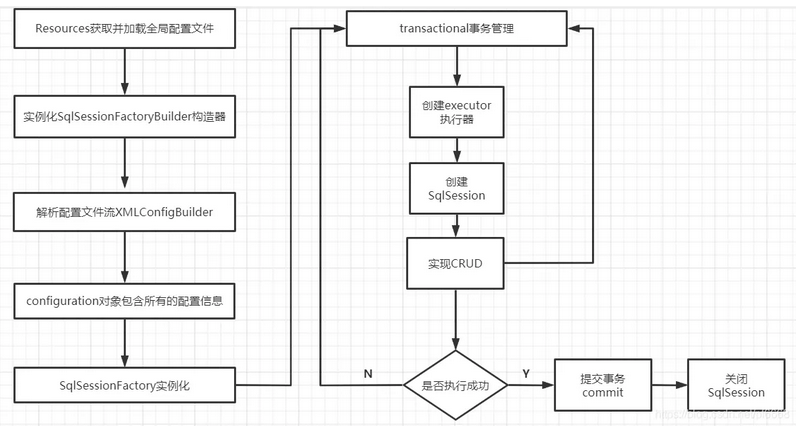 Resources获取并加载全局配置文件
实例化SqlSessionFactoryBuilder构造器
解析配置文件流XMLConfigBuilder
configuration对象包含所有的配置信息
SqlSessionFactory实例化
transactional事务管理
创建executor
执行器
创建
SqlSession
实现CRUD
是否执行成功
N
Y
提交事务
commit
关闭
SqlSession